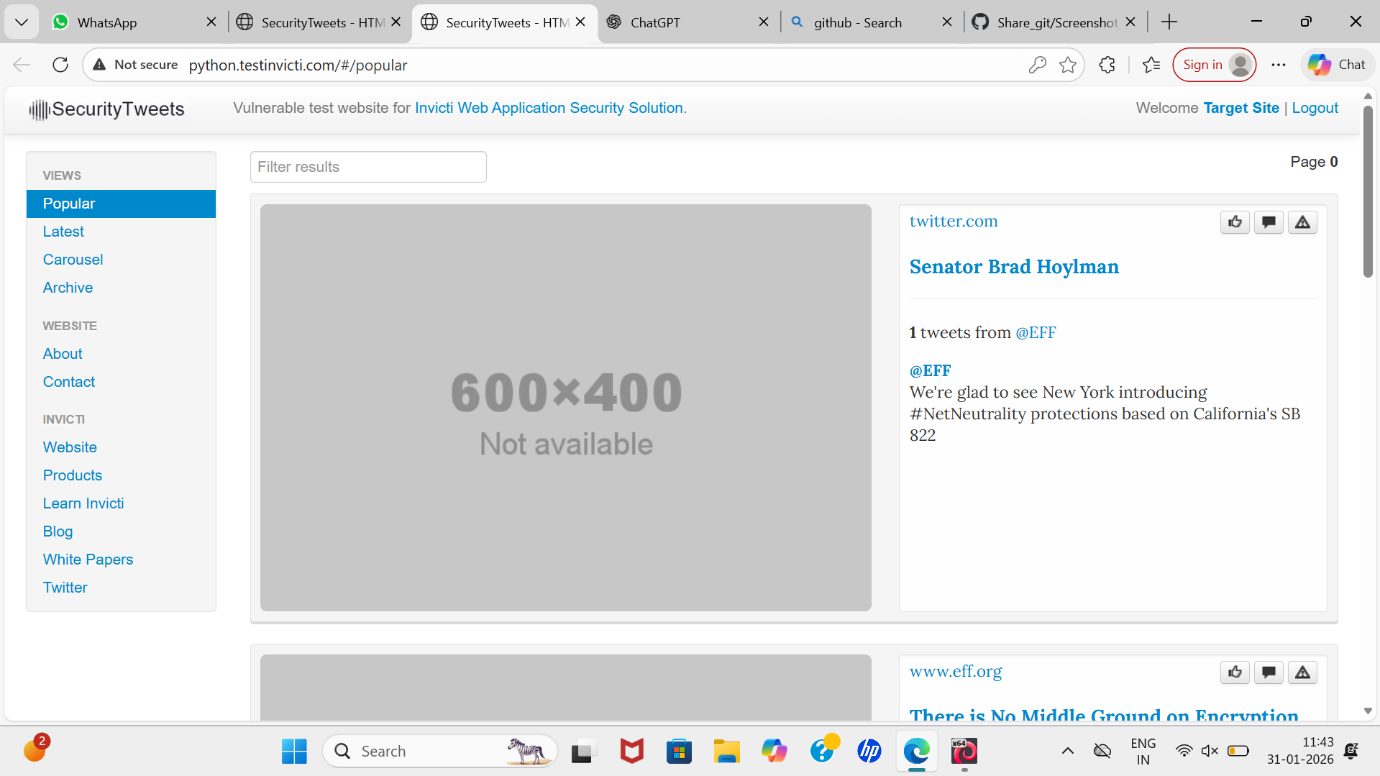 WhatsApp
SecurityTweets - HTM
SecurityTweets - HTM
ChatGPT
github - Search
Share_git/Screenshot
Not secure
python.testinvicti.com/#/popular
Sign in
Chat
SecurityTweets
Vulnerable test website for Invicti Web Application Security Solution.
Welcome Target Site | Logout
VIEWS
Popular
Latest
Carousel
Archive
WEBSITE
About
Contact
INVICTI
Website
Products
Learn Invicti
Blog
White Papers
Twitter
Filter results
Page 0
600×400
Not available
twitter.com
Senator Brad Hoylman
1 tweets from @EFF
@EFF
We're glad to see New York introducing
#NetNeutrality protections based on California's SB
822
www.eff.org
There is No Middle Ground on Encryption
2
Search
hp
X64
ENG
IN
11:43
31-01-2026